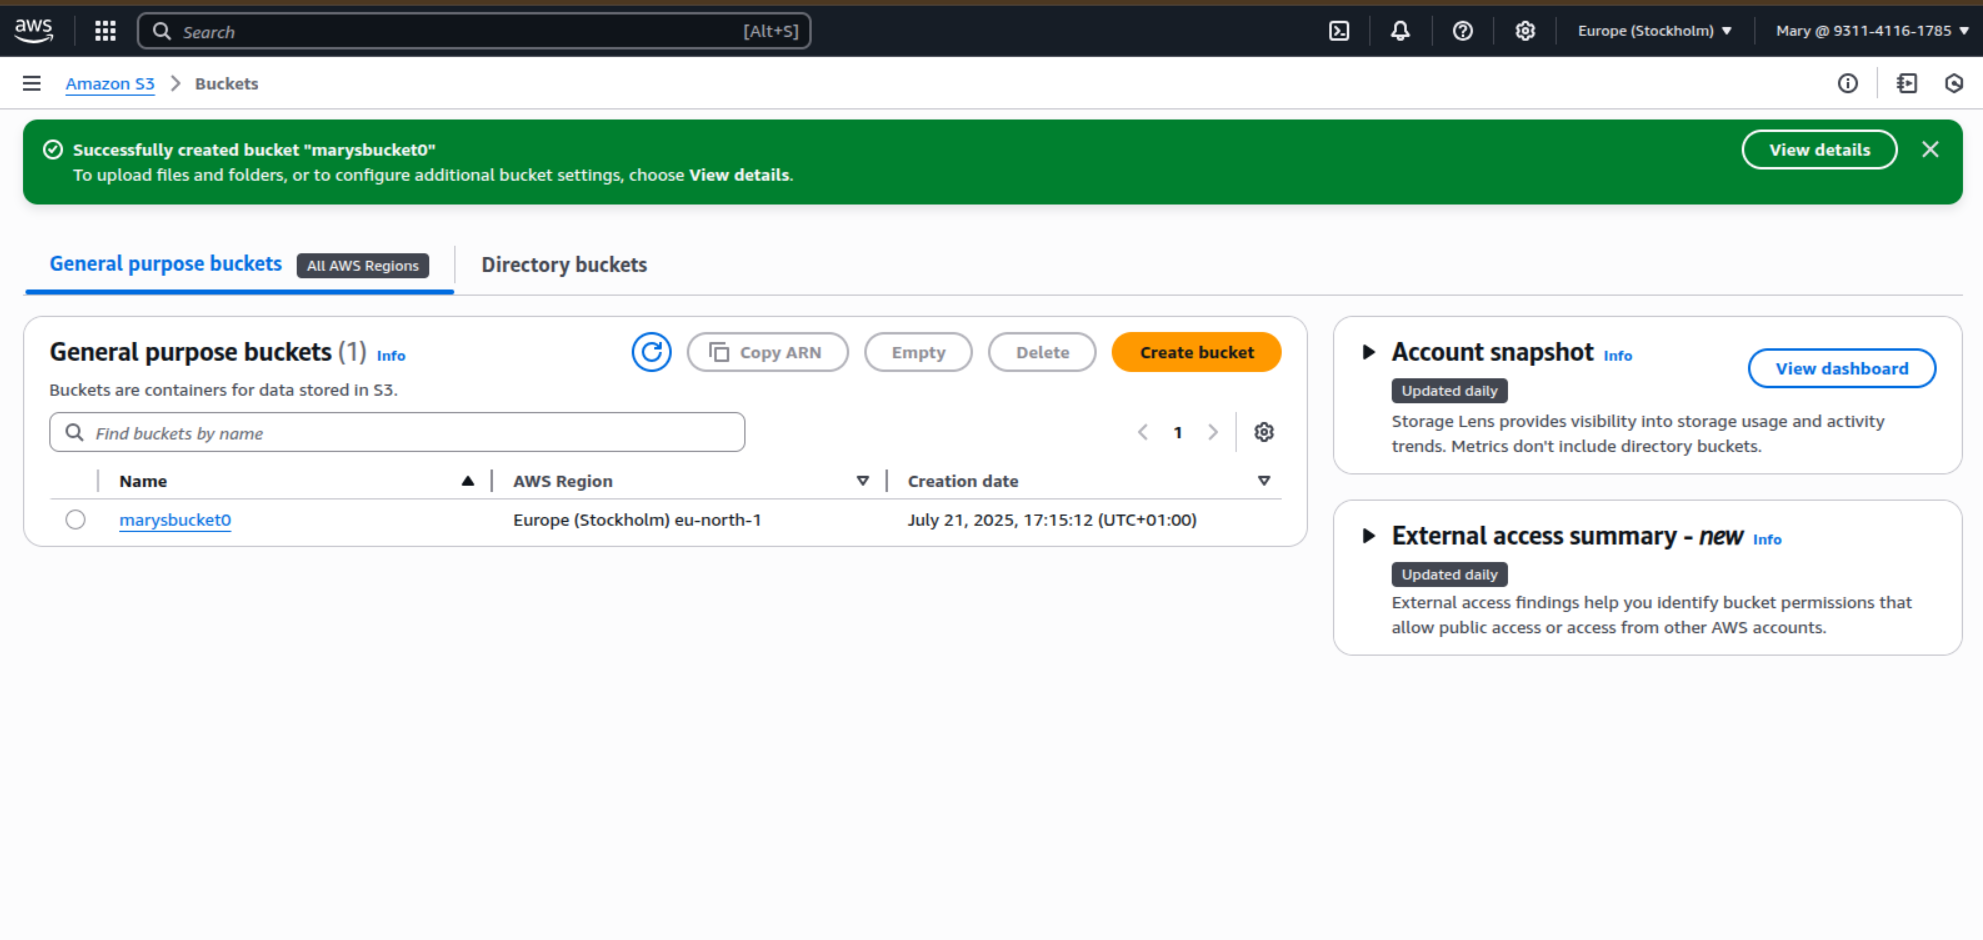 aws
Search [Alt+S]
Europe (Stockholm)
Mary @ 9311-4116-1785
Amazon S3 Buckets
Successfully created bucket "marysbucket0"
To upload files and folders, or to configure additional bucket settings, choose View details.
View details
General purpose buckets All AWS Regions
Directory buckets
General purpose buckets (1) Info
Copy ARN
Empty
Delete
Create bucket
Buckets are containers for data stored in S3.
Find buckets by name
1
Name AWS Region Creation date
marysbucket0 Europe (Stockholm) eu-north-1 July 21, 2025, 17:15:12 (UTC+01:00)
Account snapshot Info
View dashboard
Updated daily
Storage Lens provides visibility into storage usage and activity
trends. Metrics don't include directory buckets.
External access summary - new Info
Updated daily
External access findings help you identify bucket permissions that
allow public access or access from other AWS accounts.